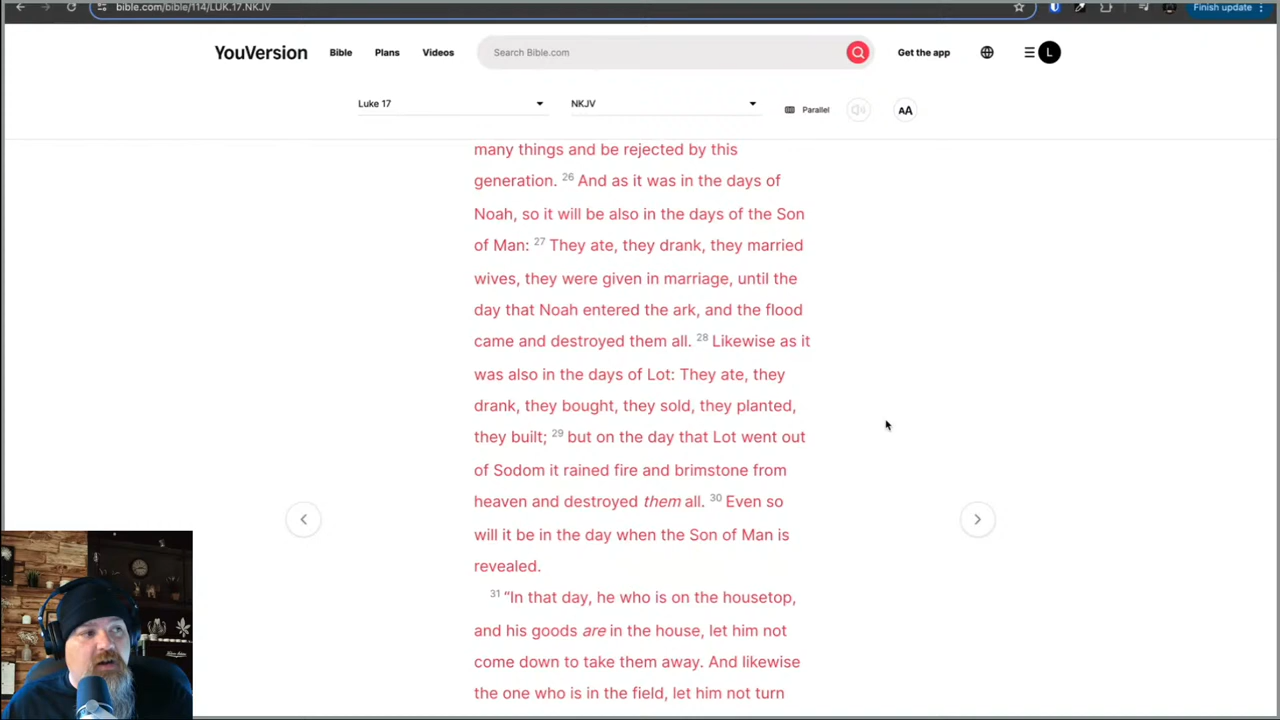 bible.com/bible/114/LUK.17.NKJV
Finish update
YouVersion
Bible
Plans
Videos
Search Bible.com
Get the app
L
Luke 17
NKJV
Parallel
AA
many things and be rejected by this
generation. 26 And as it was in the days of
Noah, so it will be also in the days of the Son
of Man: 27 They ate, they drank, they married
wives, they were given in marriage, until the
day that Noah entered the ark, and the flood
came and destroyed them all. 28 Likewise as it
was also in the days of Lot: They ate, they
drank, they bought, they sold, they planted,
they built; 29 but on the day that Lot went out
of Sodom it rained fire and brimstone from
heaven and destroyed them all. 30 Even so
will it be in the day when the Son of Man is
revealed.
31 “In that day, he who is on the housetop,
and his goods are in the house, let him not
come down to take them away. And likewise
the one who is in the field, let him not turn